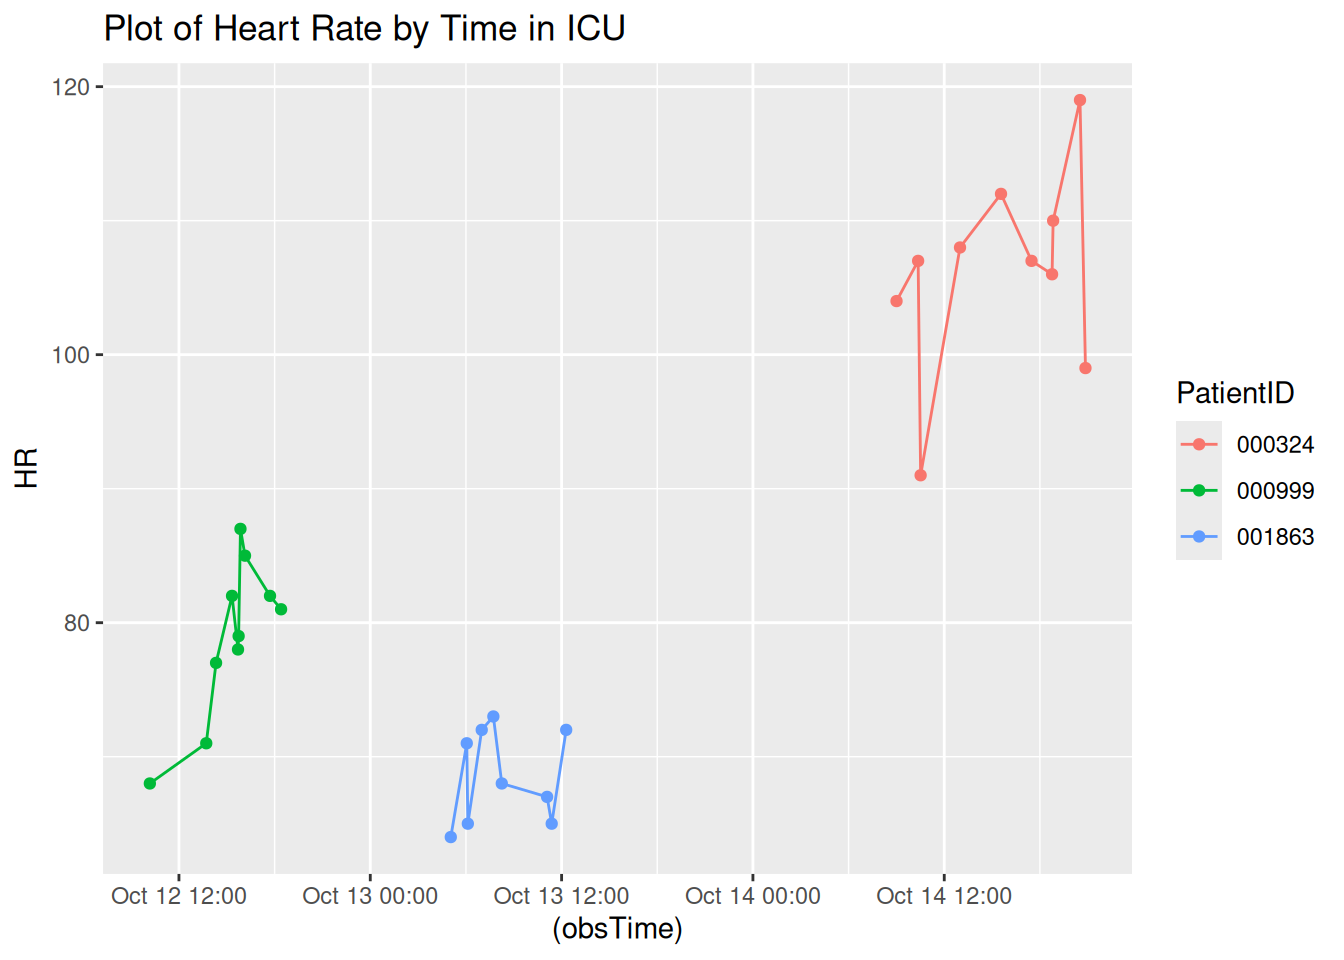 Plot of Heart Rate by Time in ICU
120
100
80
HR
Oct 12 12:00
Oct 13 00:00
Oct 13 12:00
Oct 14 00:00
Oct 14 12:00
(obsTime)
PatientID
000324
000999
001863